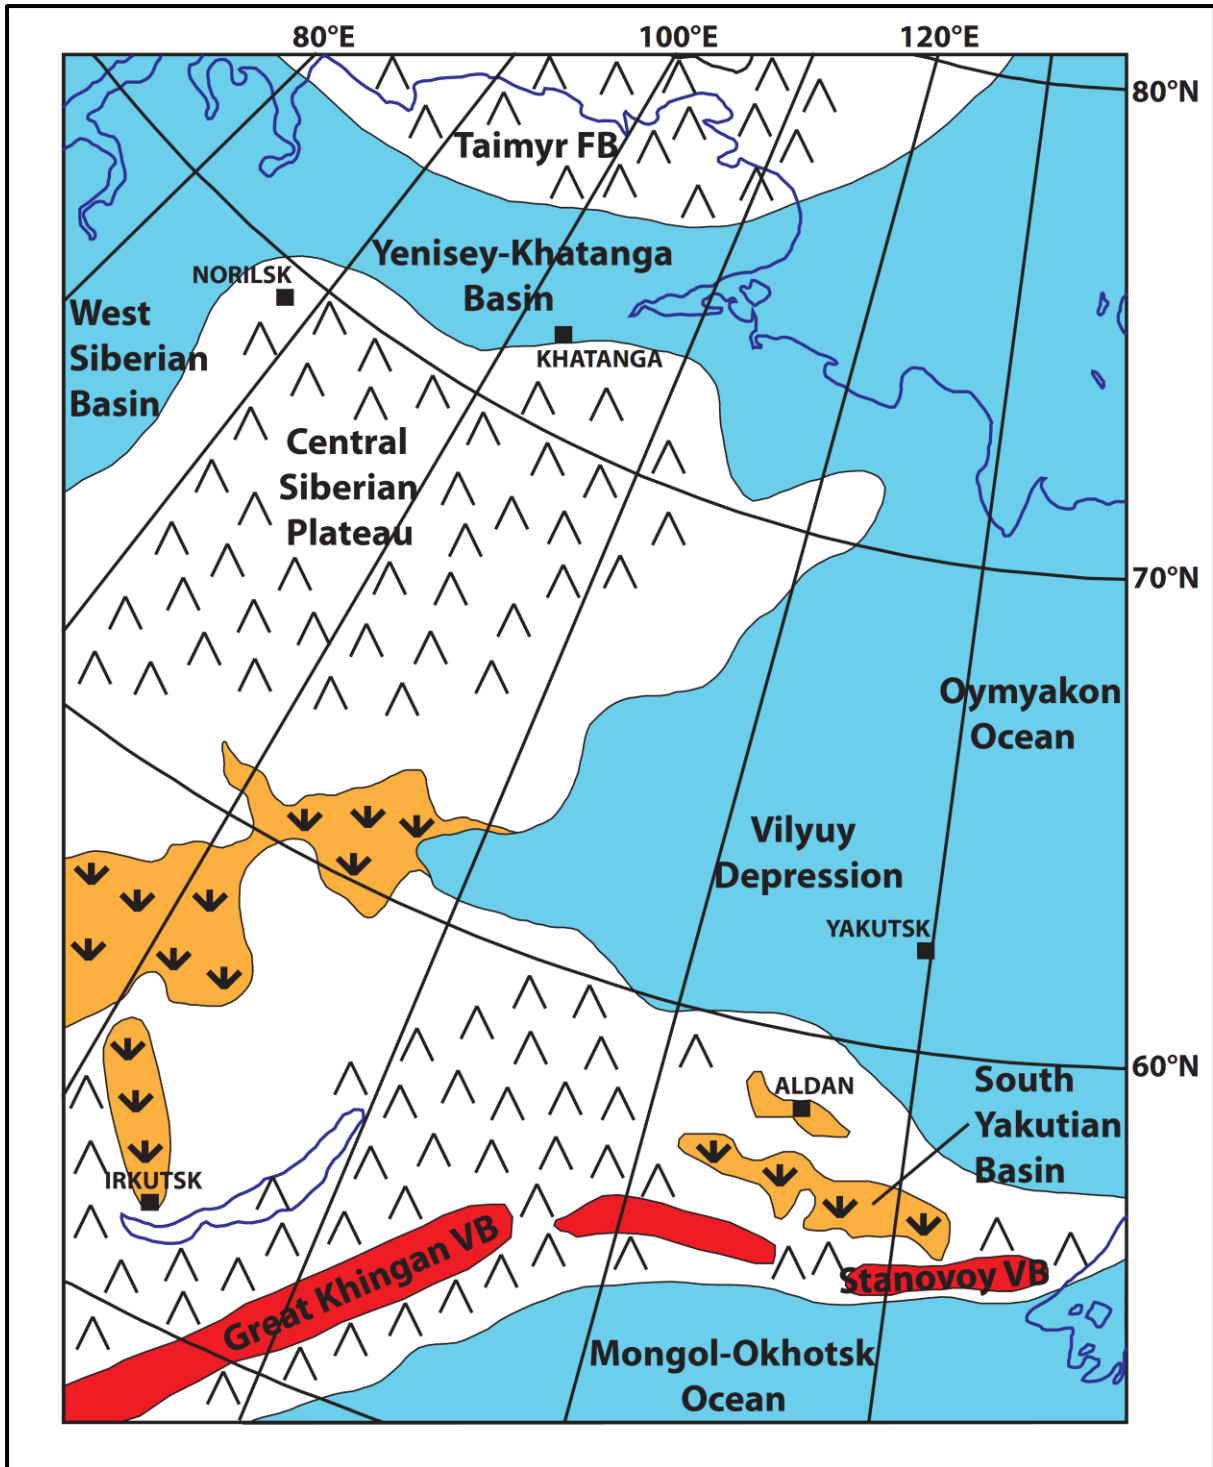 80°E
100°E
120°E
80°N
Taimyr FB
Yenisey-Khatanga
Basin
NORILSK
West
Siberian
Basin
KHATANGA
Central
Siberian
Plateau
70°N
Oymyakon
Ocean
Vilyuy
Depression
YAKUTSK
60°N
South
Yakutian
Basin
ALDAN
IRKUTSK
Great Khingan VB
Stanovoy VB
Mongol-Okhotsk
Ocean